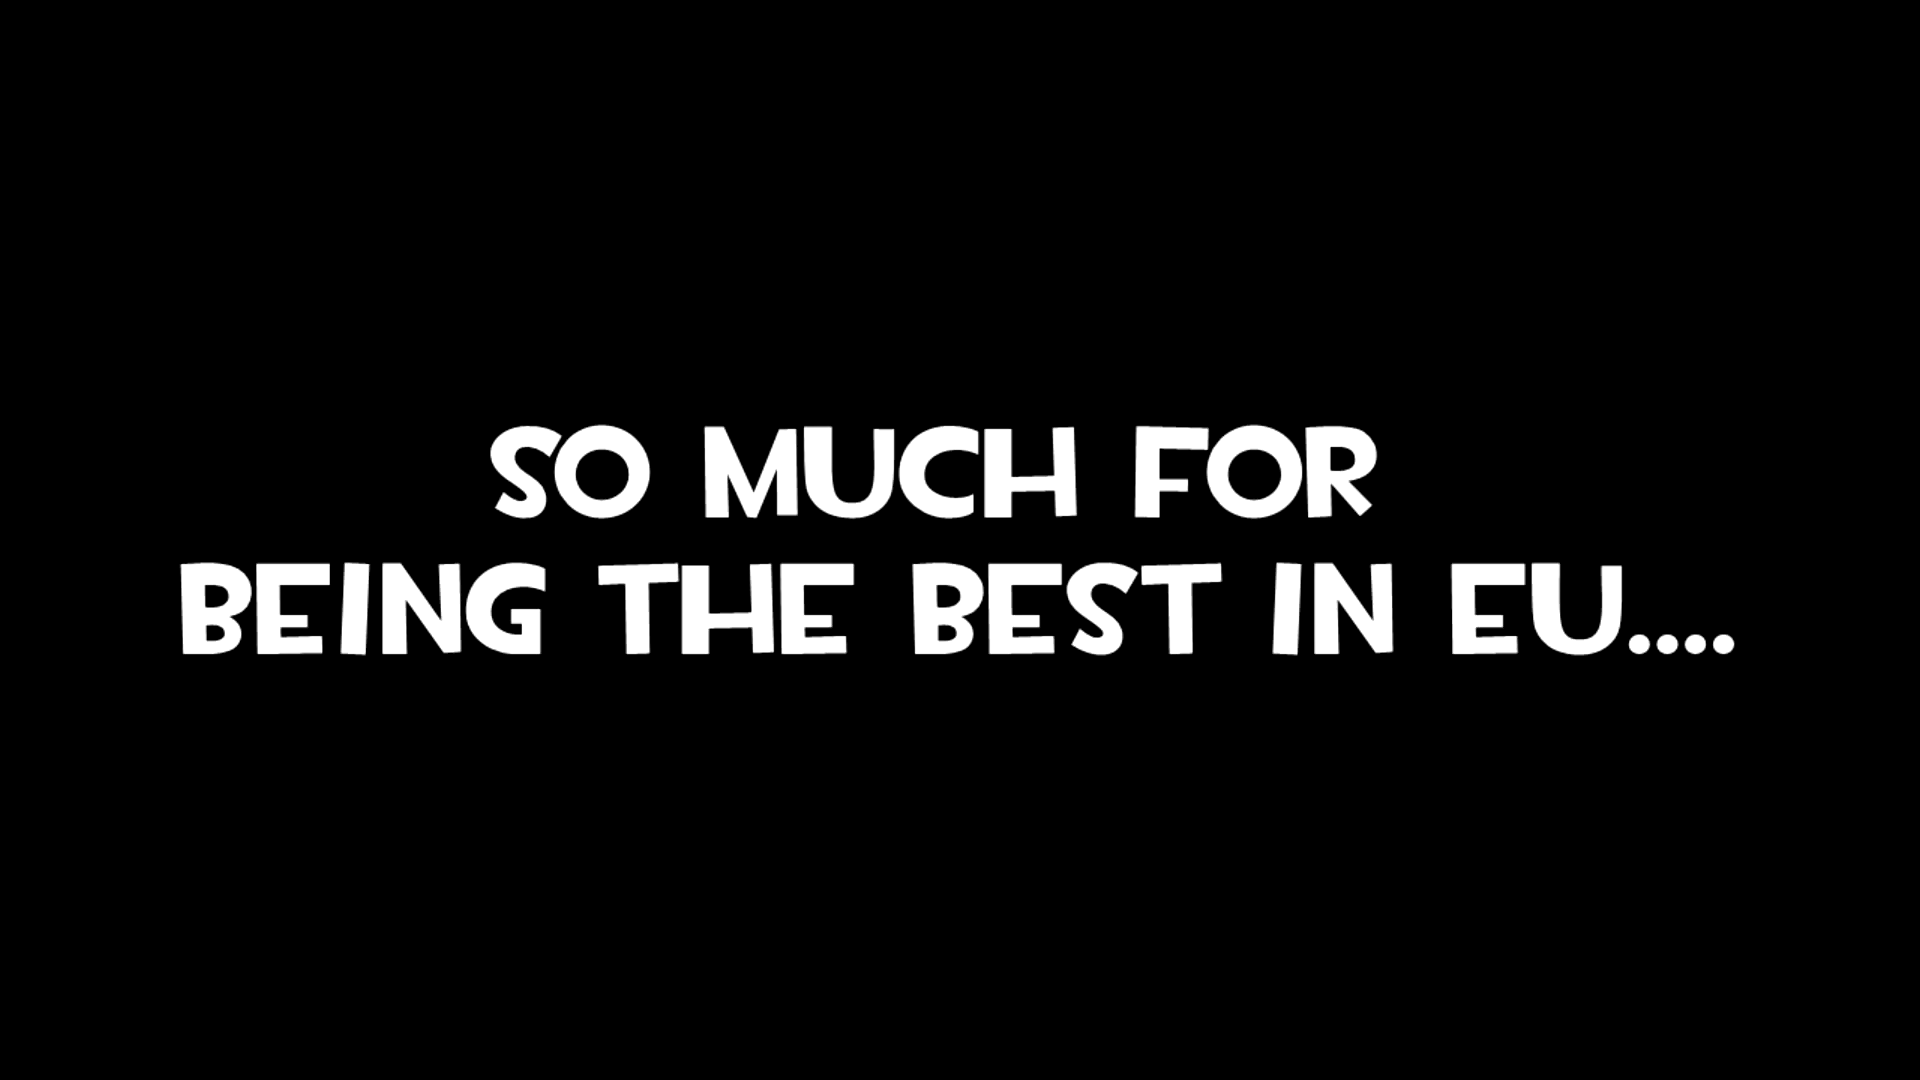 SO MUCH FOR
BEING THE BEST IN EU....